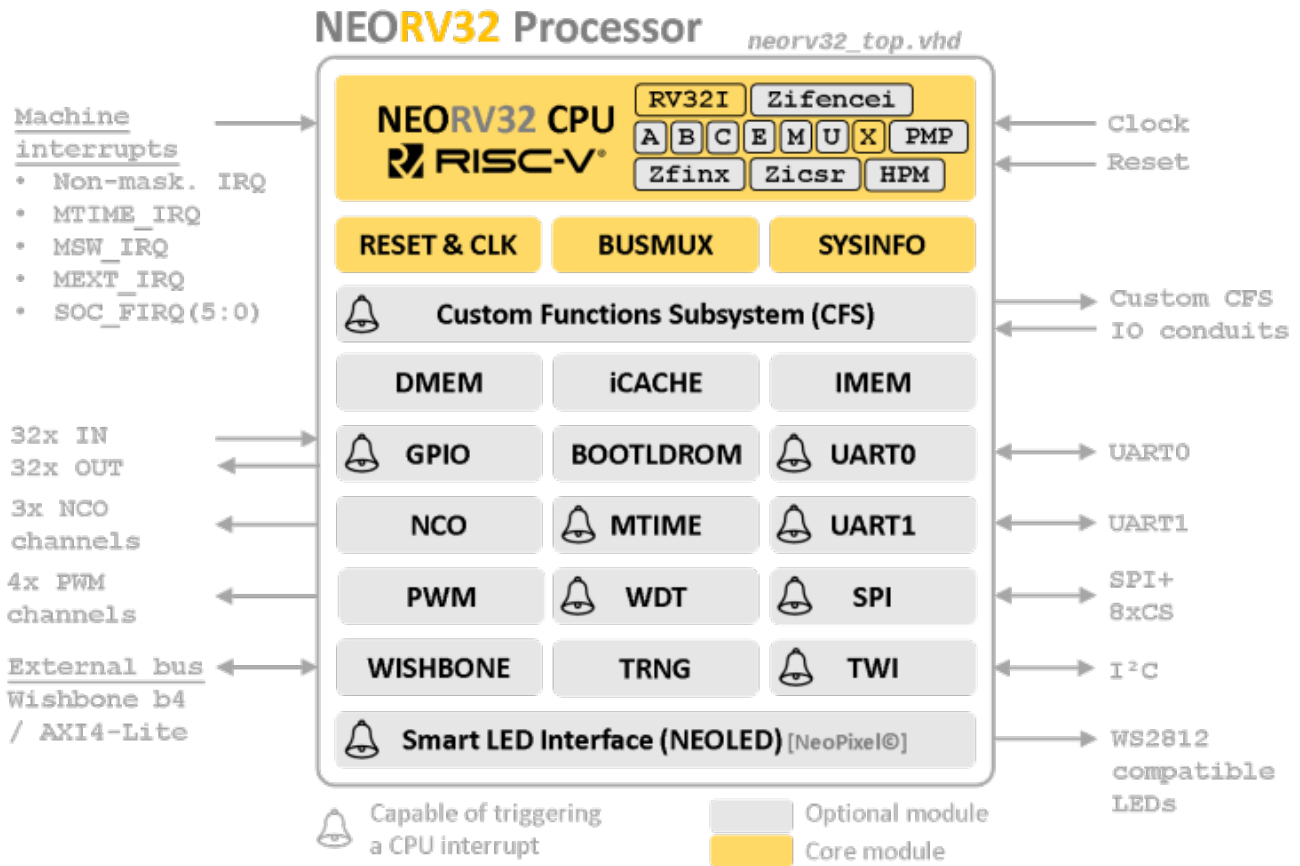 NEORV32 Processor
neorv32_top.vhd
Machine
interrupts
• Non-mask. IRQ
• MTIME_IRQ
• MSW_IRQ
• MEXT_IRQ
• SOC_FIRQ(5:0)
32x IN
32x OUT
3x NCO
channels
4x PWM
channels
External bus
Wishbone b4
/ AXI4-Lite
NEORV32 CPU
RISC-V®
RV32I Zifencei
A B C E M U X PMP
Zfinx Zicsr HPM
RESET & CLK BUSMUX SYSINFO
Custom Functions Subsystem (CFS)
DMEM iCACHE IMEM
GPIO BOOTLDROM UART0
NCO MTIME UART1
PWM WDT SPI
WISHBONE TRNG TWI
Smart LED Interface (NEOLED) [NeoPixel©]
Clock
Reset
Custom CFS
IO conduits
UART0
UART1
SPI+
8xCS
I²C
WS2812
compatible
LEDs
Capable of triggering
a CPU interrupt
Optional module
Core module